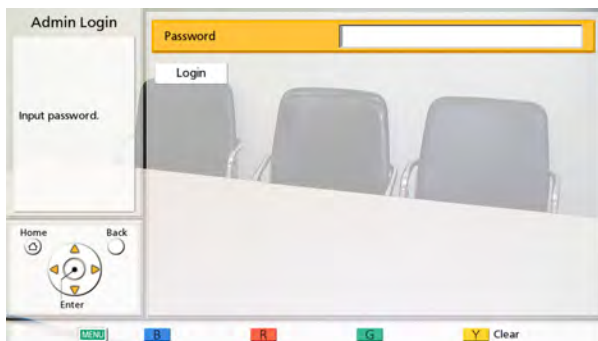 Admin Login
Password
Login
Input password.
Home
Back
Enter
MENU
B
R
G
Y Clear